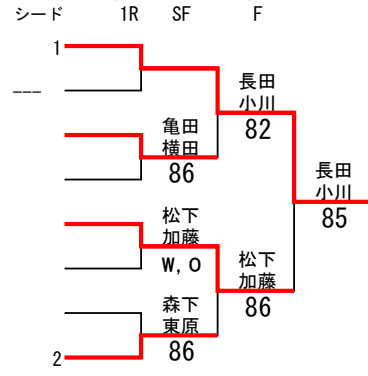 シード 1R SF F
1
---
長田
小川
82
亀田
横田
86
長田
小川
85
松下
加藤
W,O
松下
加藤
86
森下
東原
86
2